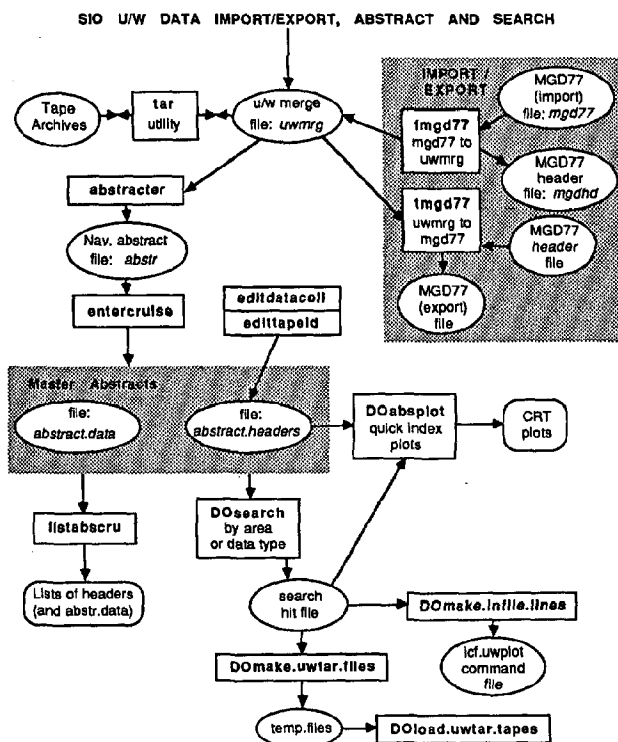 SIO U/W DATA IMPORT/EXPORT, ABSTRACT AND SEARCH
Tape
Archives
tar
utility
u/w merge
file: uwmrg
IMPORT /
EXPORT
MGD77
(import)
file: mgd77
fmgd77
mgd77 to
uwmrg
MGD77
header
file: mgdhd
tmgd77
uwmrg to
mgd77
MGD77
header
file
MGD77
(export)
file
abstracter
Nav. abstract
file: abstr
entercruise
editdatacoll
edittapeid
Master Abstracts
file:
abstract.data
file:
abstract.headers
DOabsplot
quick index
plots
CRT
plots
listabscru
Lists of headers
(and abstr.data)
DOsearch
by area
or data type
search
hit file
DOmake.infile.lines
lcf.uwplot
command
file
DOmake.uwtar.files
temp.files
DOload.uwtar.tapes